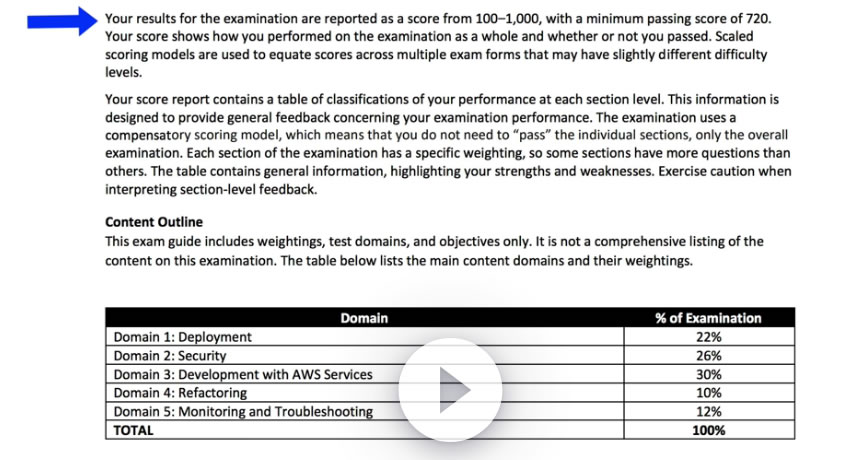 Your results for the examination are reported as a score from 100–1,000, with a minimum passing score of 720.
Your score shows how you performed on the examination as a whole and whether or not you passed. Scaled
scoring models are used to equate scores across multiple exam forms that may have slightly different difficulty
levels.
Your score report contains a table of classifications of your performance at each section level. This information is
designed to provide general feedback concerning your examination performance. The examination uses a
compensatory scoring model, which means that you do not need to “pass” the individual sections, only the overall
examination. Each section of the examination has a specific weighting, so some sections have more questions than
others. The table contains general information, highlighting your strengths and weaknesses. Exercise caution when
interpreting section-level feedback.
Content Outline
This exam guide includes weightings, test domains, and objectives only. It is not a comprehensive listing of the
content on this examination. The table below lists the main content domains and their weightings.
Domain % of Examination
Domain 1: Deployment 22%
Domain 2: Security 26%
Domain 3: Development with AWS Services 30%
Domain 4: Refactoring 10%
Domain 5: Monitoring and Troubleshooting 12%
TOTAL 100%